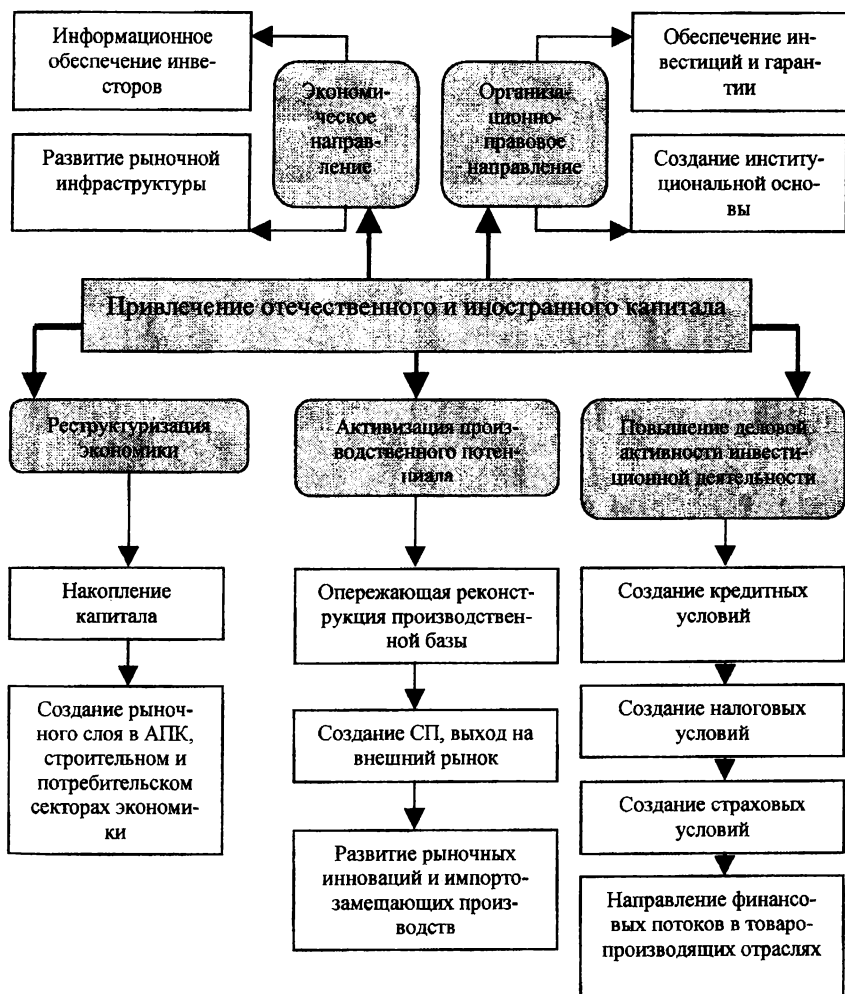 Информационное
обеспечение инве-
сторов
Развитие рыночной
инфраструктуры
Экономи-
ческое
направ-
ление
Организа-
ционно-
правовое
направление
Обеспечение ин-
вестиций и гаран-
тии
Создание институ-
циональной осно-
вы
Привлечение отечественного и иностранного капитала
Реструктуризация
экономики
Накопление
капитала
Создание рыноч-
ного слоя в АПК,
строительном и
потребительском
секторах экономи-
ки
Активизация произ-
водственного потен-
циала
Опережающая реконст-
рукция производствен-
ной базы
Создание СП, выход на
внешний рынок
Развитие рыночных
инноваций и импорто-
замещающих произ-
водств
Повышение деловой
активности инвести-
ционной деятельности
Создание кредитных
условий
Создание налоговых
условий
Создание страховых
условий
Направление финансо-
вых потоков в товаро-
производящих отраслях